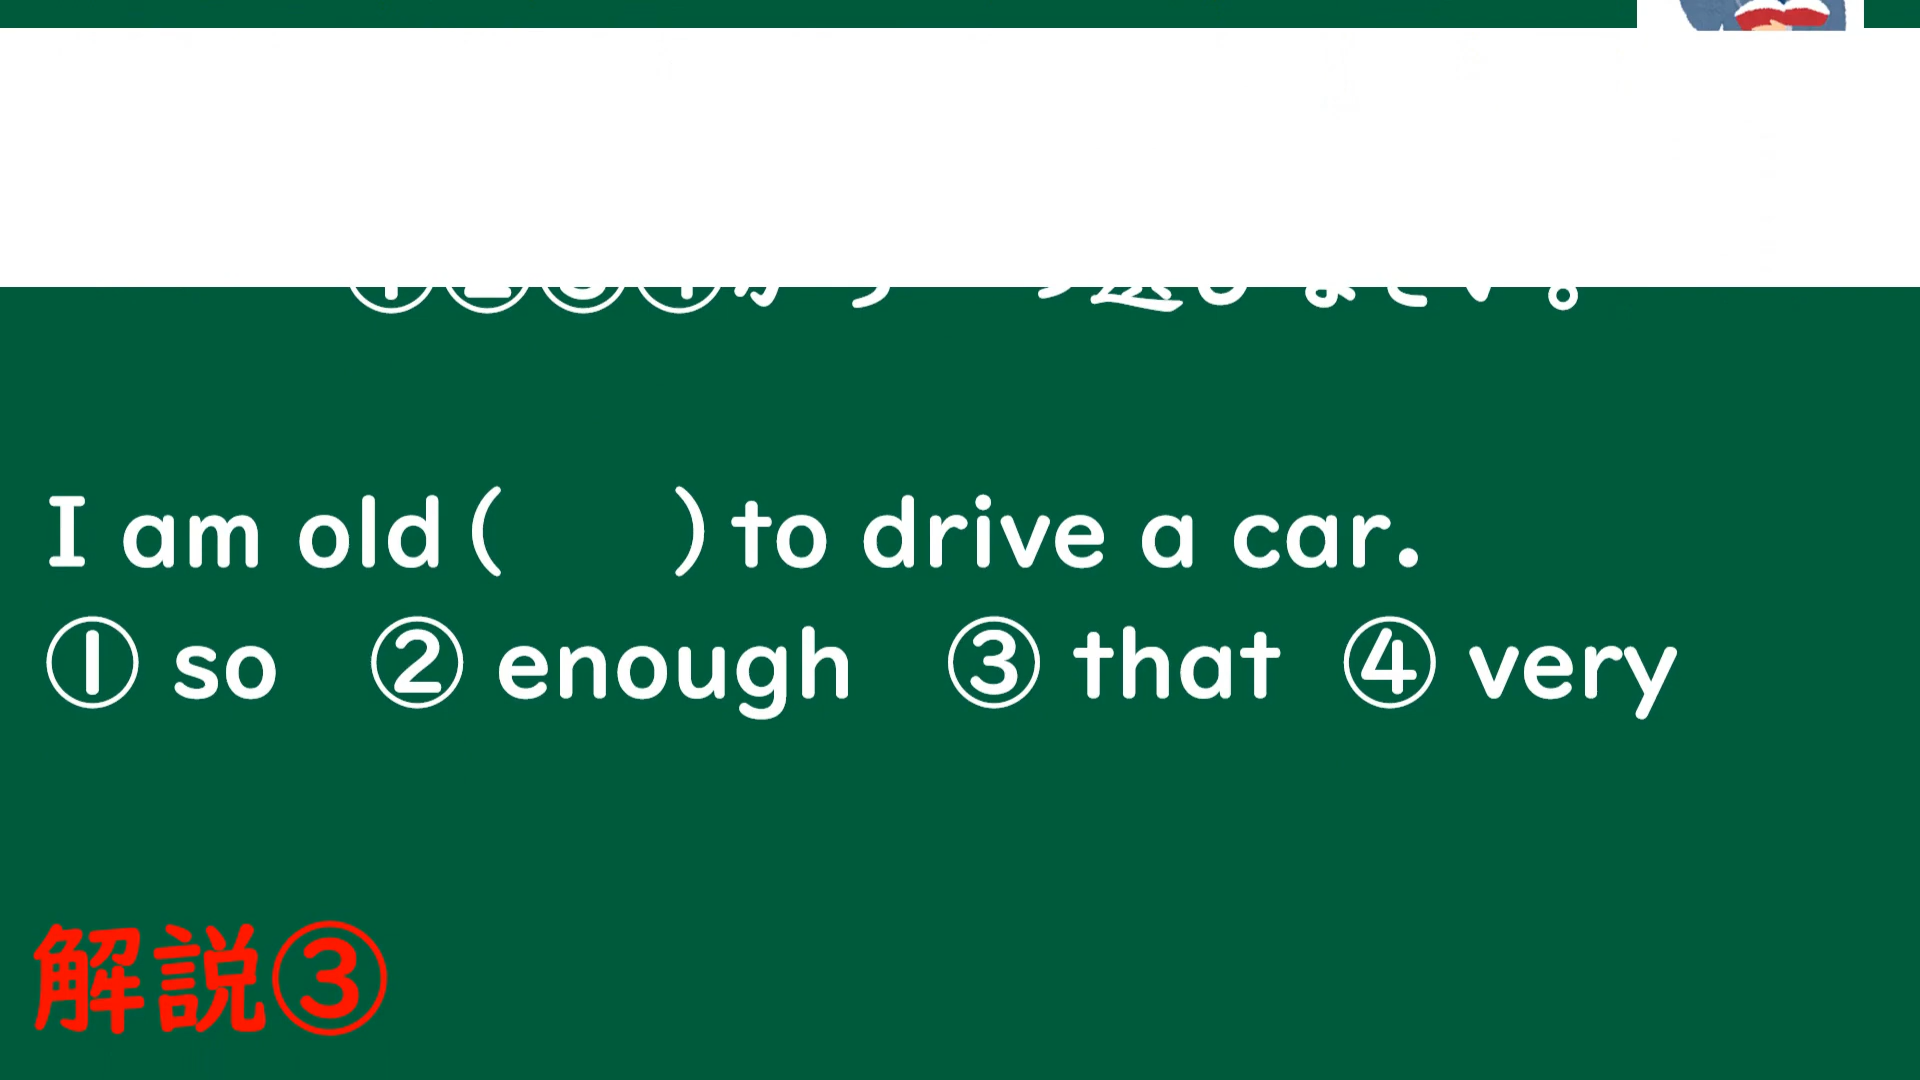 I am old (　　) to drive a car.
① so ② enough ③ that ④ very
解説③